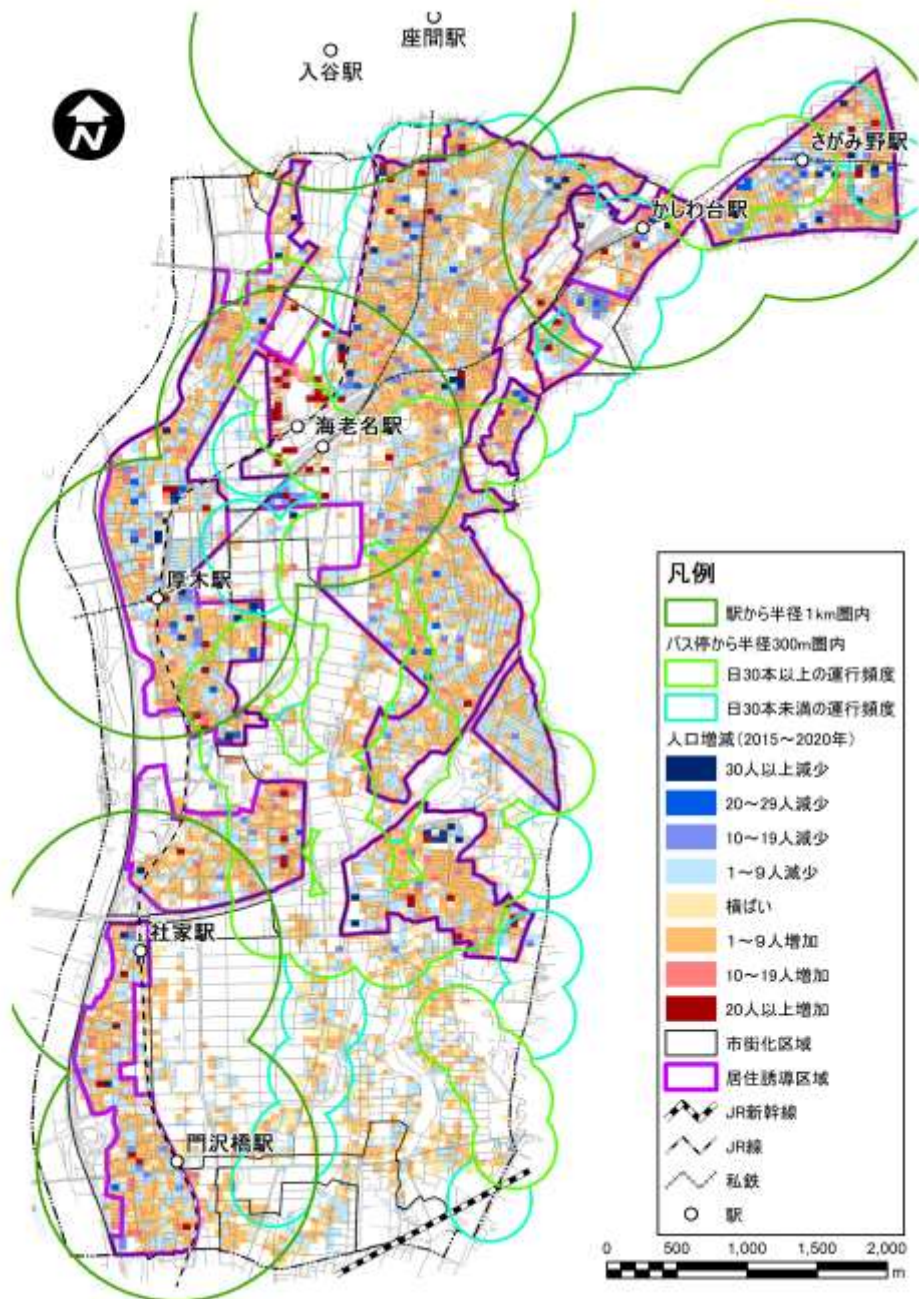 座間駅
入谷駅
N
さがみ野駅
かしわ台駅
海老名駅
厚木駅
社家駅
門沢橋駅
凡例
駅から半径1km圏内
バス停から半径300m圏内
日30本以上の運行頻度
日30本未満の運行頻度
人口増減(2015~2020年)
30人以上減少
20~29人減少
10~19人減少
1~9人減少
横ばい
1~9人増加
10~19人増加
20人以上増加
市街化区域
居住誘導区域
JR新幹線
JR線
私鉄
駅
0 500 1,000 1,500 2,000
m